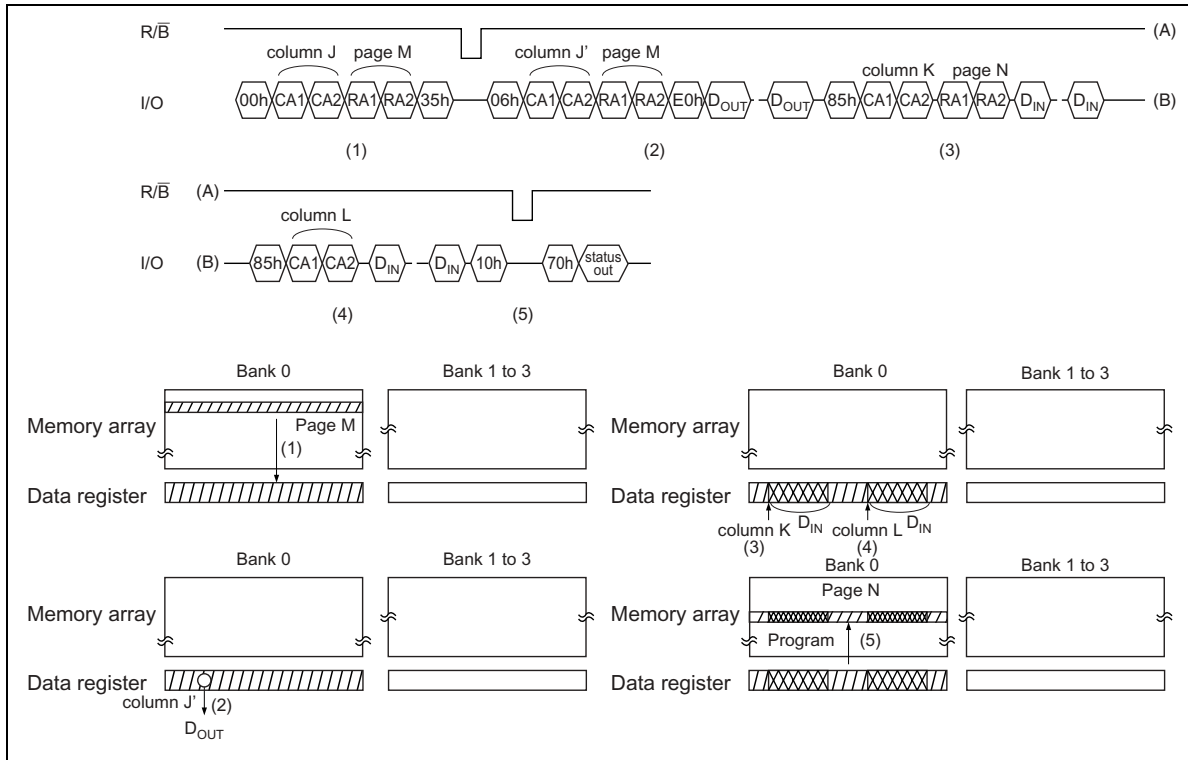 R/B
column J page M column J' page M column K page N
(A)
I/O 00h CA1 CA2 RA1 RA2 35h 06h CA1 CA2 RA1 RA2 E0h DOUT DOUT 85h CA1 CA2 RA1 RA2 DIN DIN (B)
(1) (2) (3)
R/B (A)
column L
I/O (B) 85h CA1 CA2 DIN DIN 10h 70h status out
(4) (5)
Bank 0 Bank 1 to 3
Memory array Page M
(1)
Data register
Bank 0 Bank 1 to 3
Memory array
Data register
column K DIN column L DIN
(3) (4)
Bank 0 Bank 1 to 3
Memory array
Data register
column J' (2)
DOUT
Bank 0 Bank 1 to 3
Page N
Memory array
Program (5)
Data register